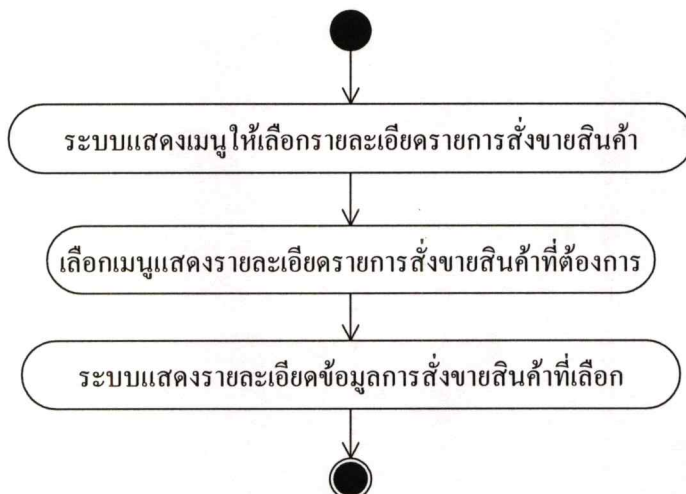 ระบบแสดงเมนูให้เลือกรายละเอียดรายการสั่งขายสินค้า
เลือกเมนูแสดงรายละเอียดรายการสั่งขายสินค้าที่ต้องการ
ระบบแสดงรายละเอียดข้อมูลการสั่งขายสินค้าที่เลือก